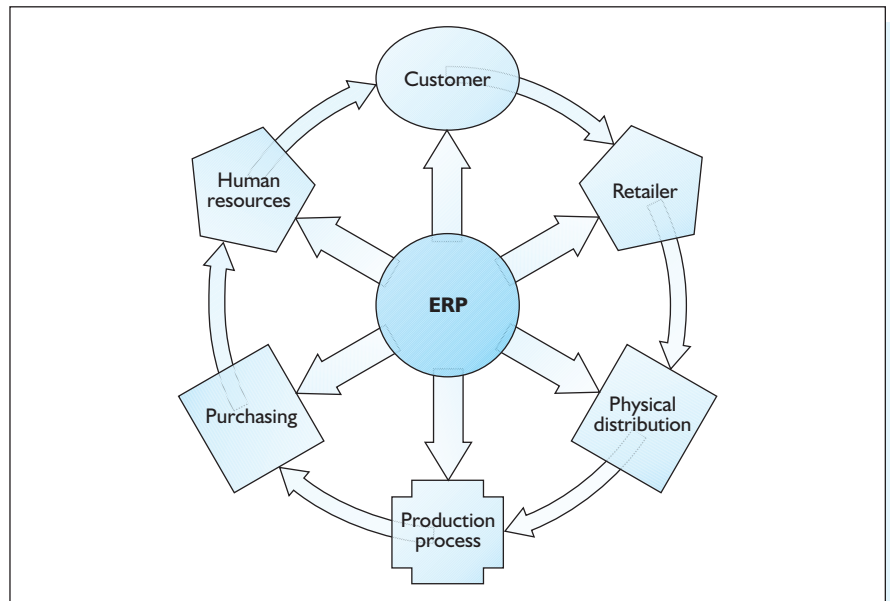 Customer
Human
resources
Retailer
ERP
Purchasing
Physical
distribution
Production
process